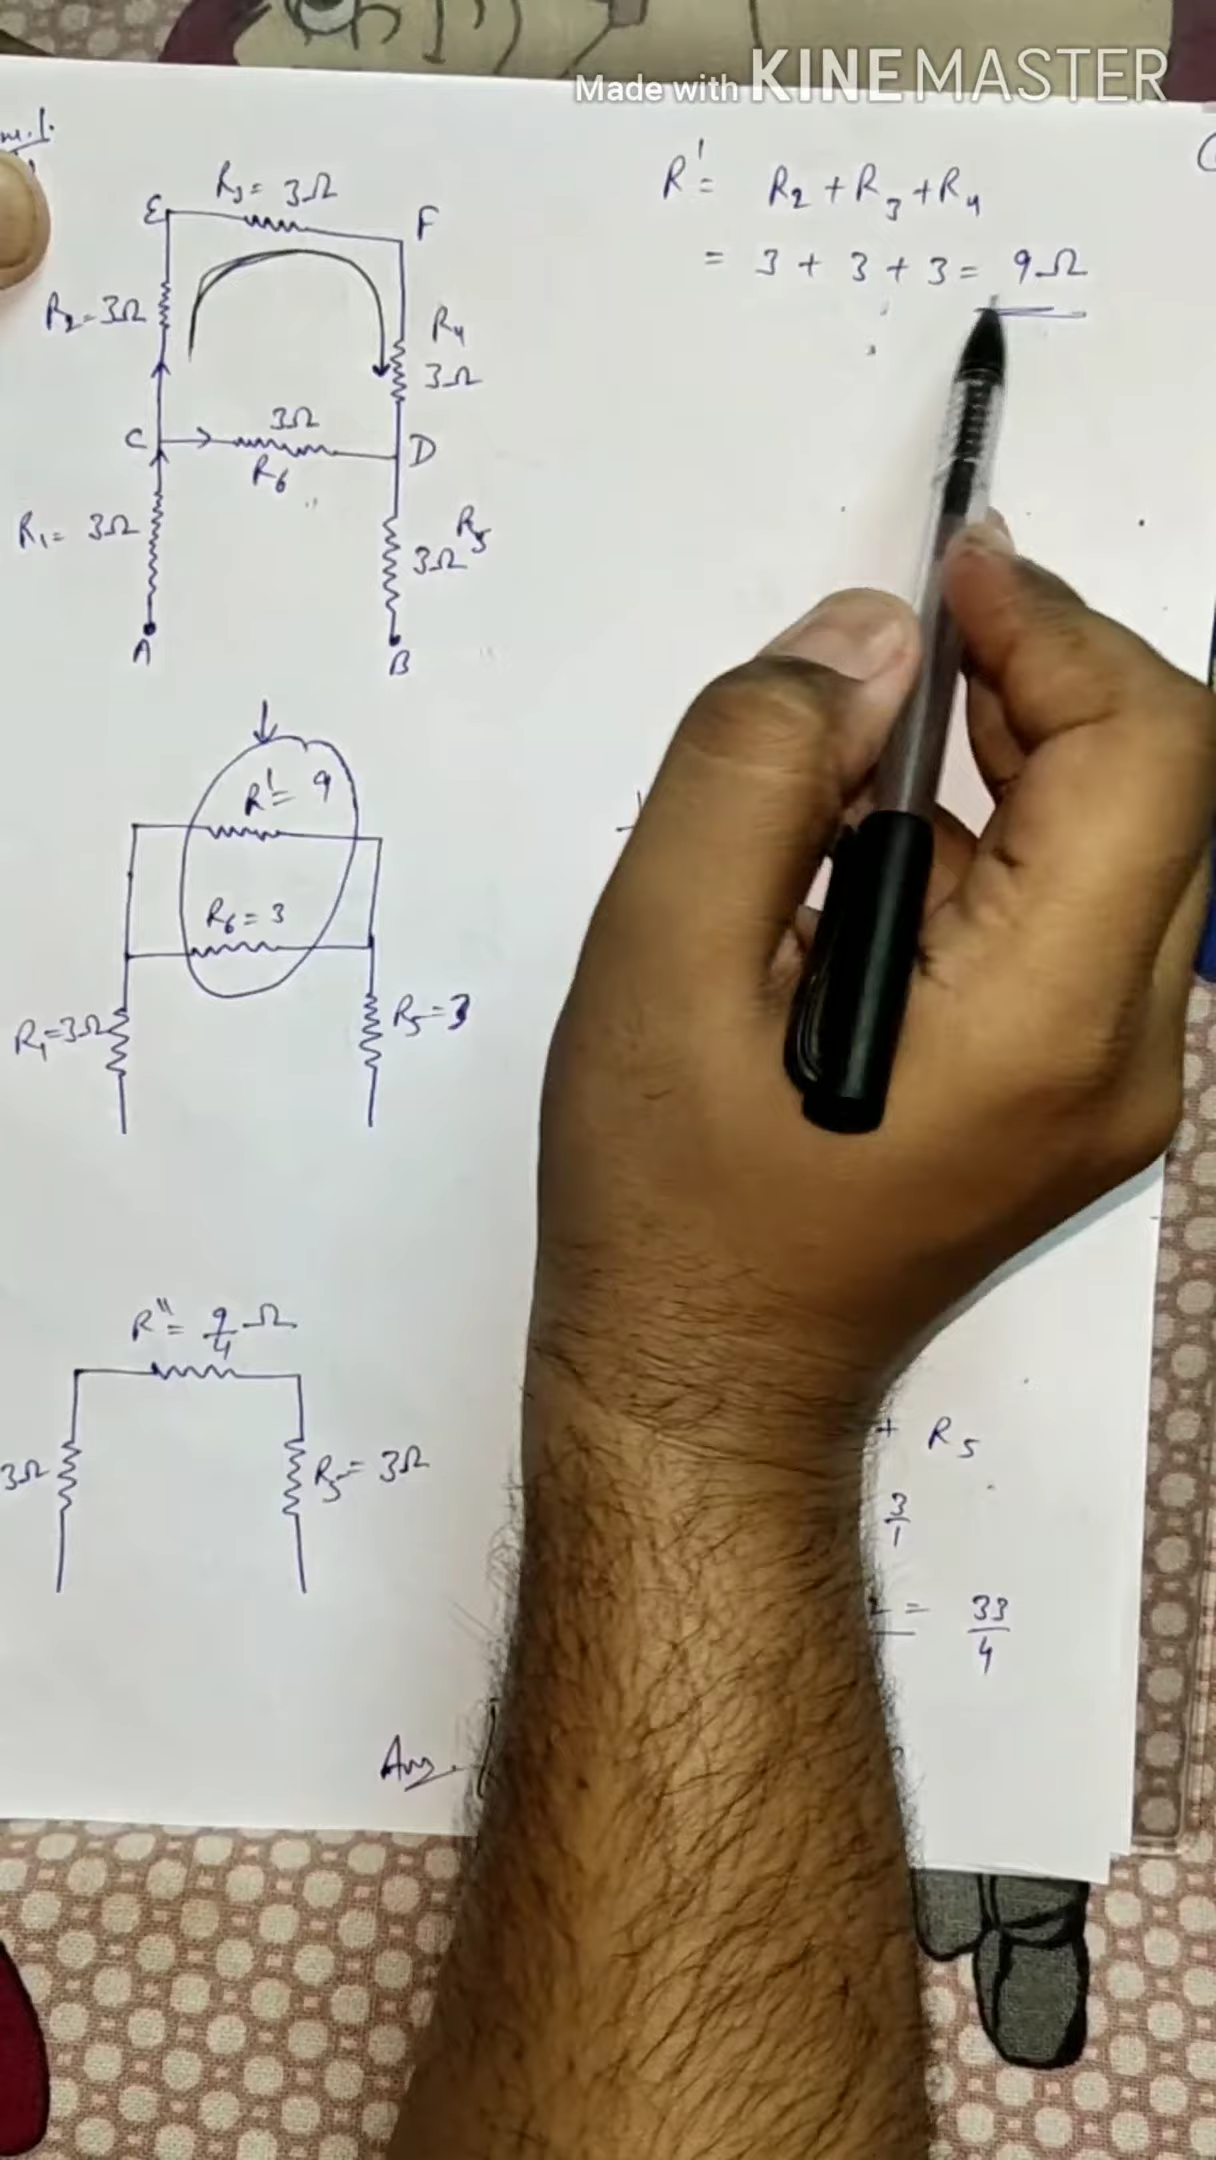 Made with KINEMASTER
R' = R2 + R3 + R4
= 3 + 3 + 3 = 9Ω
R3 = 3Ω
E
F
R2 = 3Ω
R4
3Ω
3Ω
C
D
R6
R1 = 3Ω
R5
3Ω
A
B
R' = 9
R6 = 3
R1 = 3Ω
R5 = 3
R" = 9/4 Ω
3Ω
R5 = 3Ω
+ R5
3/1
= 33/4
Ans.